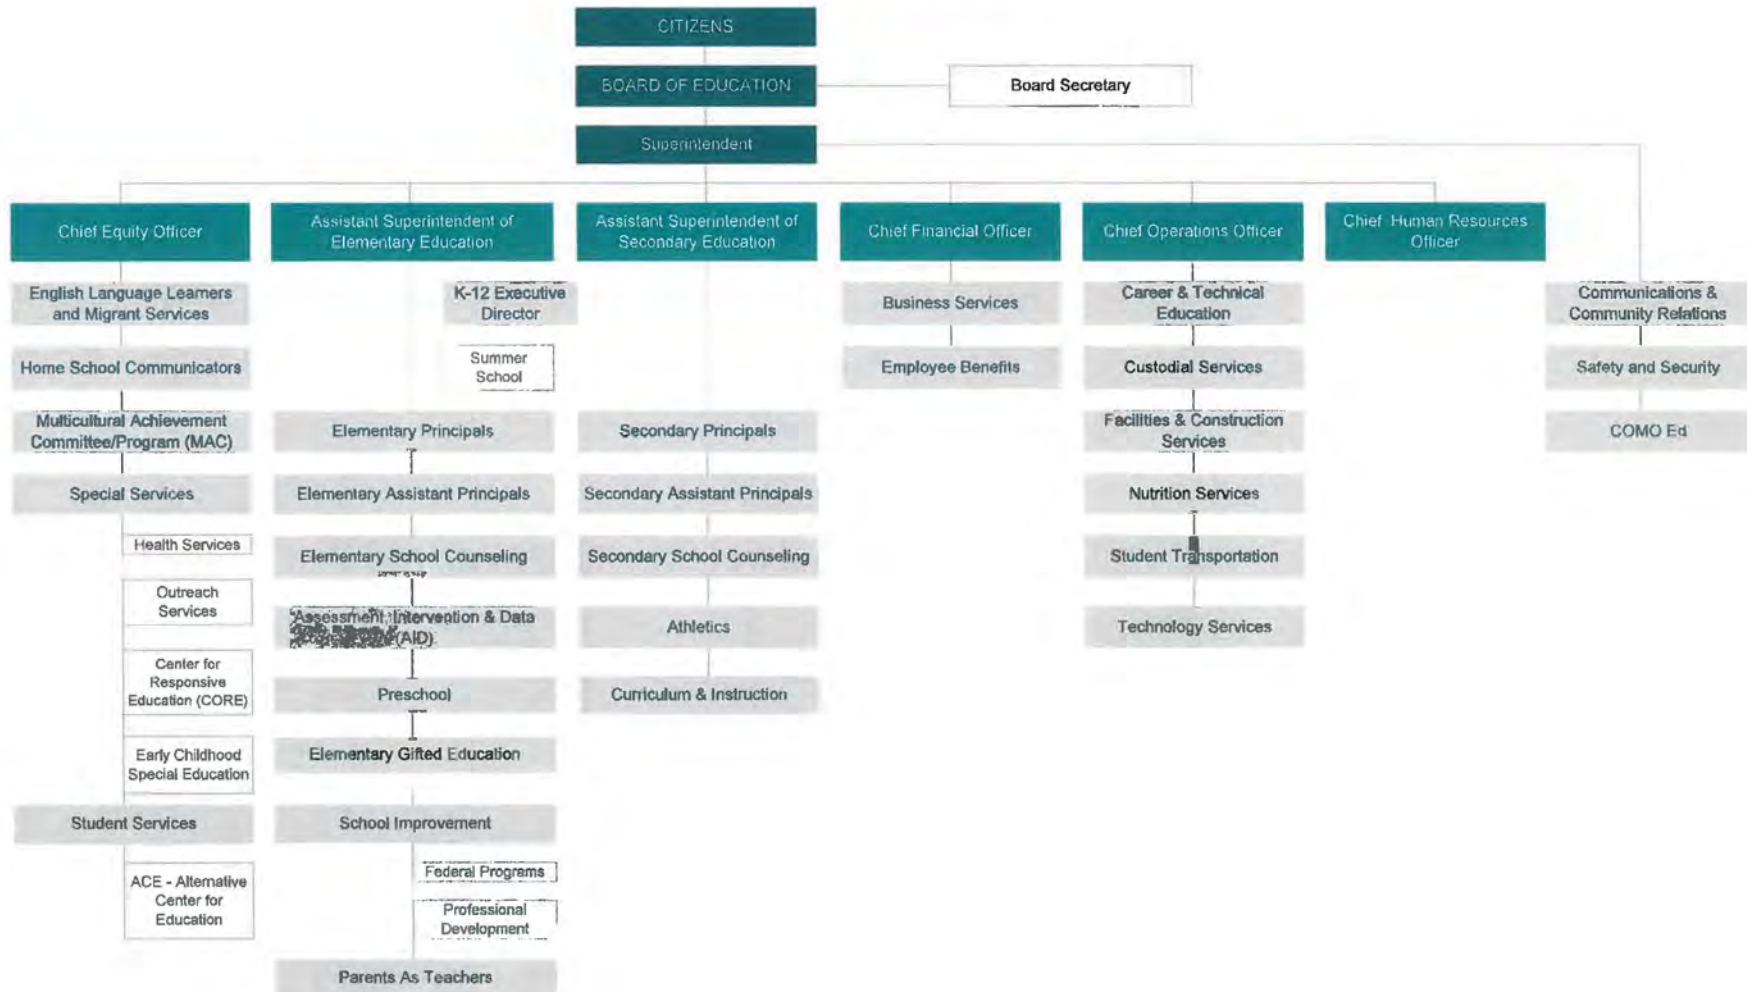 CITIZENS
BOARD OF EDUCATION
Board Secretary
Superintendent
Chief Equity Officer
Assistant Superintendent of
Elementary Education
Assistant Superintendent of
Secondary Education
Chief Financial Officer
Chief Operations Officer
Chief Human Resources
Officer
English Language Learners
and Migrant Services
Home School Communicators
Multicultural Achievement
Committee/Program (MAC)
Special Services
Health Services
Outreach
Services
Center for
Responsive
Education (CORE)
Early Childhood
Special Education
Student Services
ACE - Alternative
Center for
Education
K-12 Executive
Director
Summer
School
Elementary Principals
Elementary Assistant Principals
Elementary School Counseling
Assessment, Intervention & Data
(AID)
Preschool
Elementary Gifted Education
School Improvement
Federal Programs
Professional
Development
Parents As Teachers
Secondary Principals
Secondary Assistant Principals
Secondary School Counseling
Athletics
Curriculum & Instruction
Business Services
Employee Benefits
Career & Technical
Education
Custodial Services
Facilities & Construction
Services
Nutrition Services
Student Transportation
Technology Services
Communications &
Community Relations
Safety and Security
COMO Ed